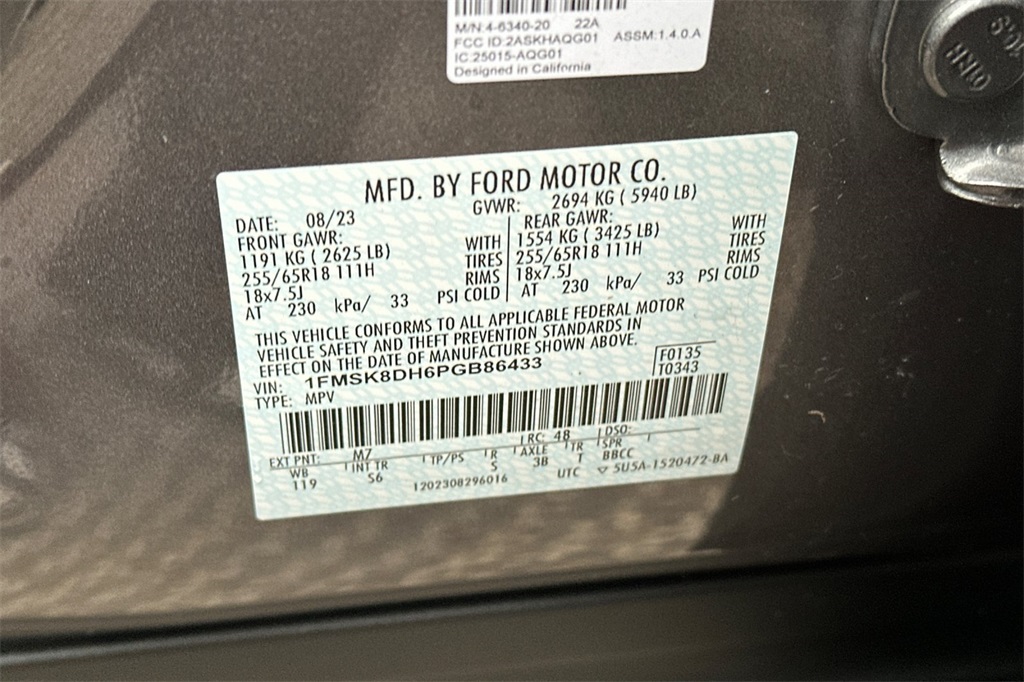 M/N:4-6340-20 22A
FCC ID:2ASKHAQG01 ASSM:1.4.0.A
IC:25015-AQG01
Designed in California
MFD. BY FORD MOTOR CO.
DATE: 08/23 GVWR: 2694 KG ( 5940 LB)
FRONT GAWR: REAR GAWR:
1191 KG ( 2625 LB) WITH 1554 KG ( 3425 LB) WITH
255/65R18 111H TIRES 255/65R18 111H TIRES
18x7.5J RIMS 18x7.5J RIMS
AT 230 kPa/ 33 PSI COLD AT 230 kPa/ 33 PSI COLD
THIS VEHICLE CONFORMS TO ALL APPLICABLE FEDERAL MOTOR
VEHICLE SAFETY AND THEFT PREVENTION STANDARDS IN
EFFECT ON THE DATE OF MANUFACTURE SHOWN ABOVE.
VIN: 1FMSK8DH6PGB86433 F0135
TYPE: MPV T0343
EXT PNT: M7 RC: 48 DSO:
WB INT TR TP/PS R AXLE TR SPR
119 S6 S 3B T BBCC
1202308296016 UTC ▽ 5U5A-1520472-BA